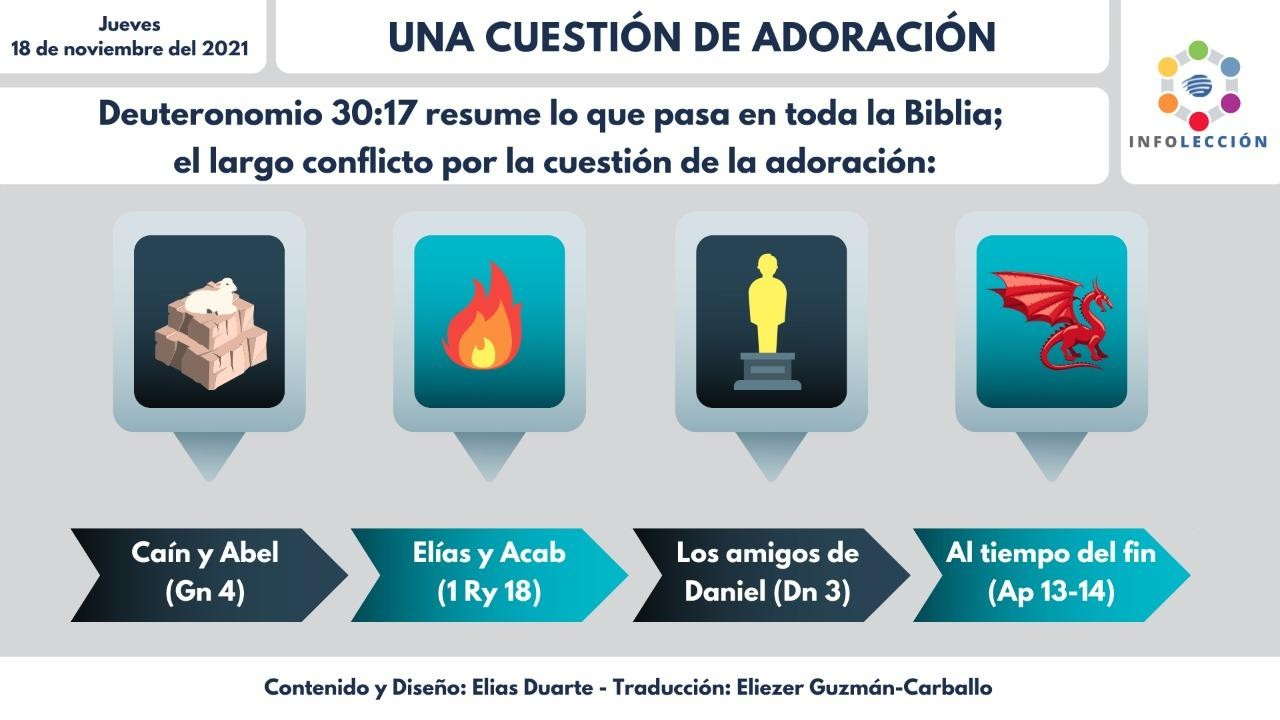 Jueves
18 de noviembre del 2021
UNA CUESTIÓN DE ADORACIÓN
INFOLECCIÓN
Deuteronomio 30:17 resume lo que pasa en toda la Biblia;
el largo conflicto por la cuestión de la adoración:
Caín y Abel
(Gn 4)
Elías y Acab
(1 Ry 18)
Los amigos de
Daniel (Dn 3)
Al tiempo del fin
(Ap 13-14)
Contenido y Diseño: Elias Duarte - Traducción: Eliezer Guzmán-Carballo